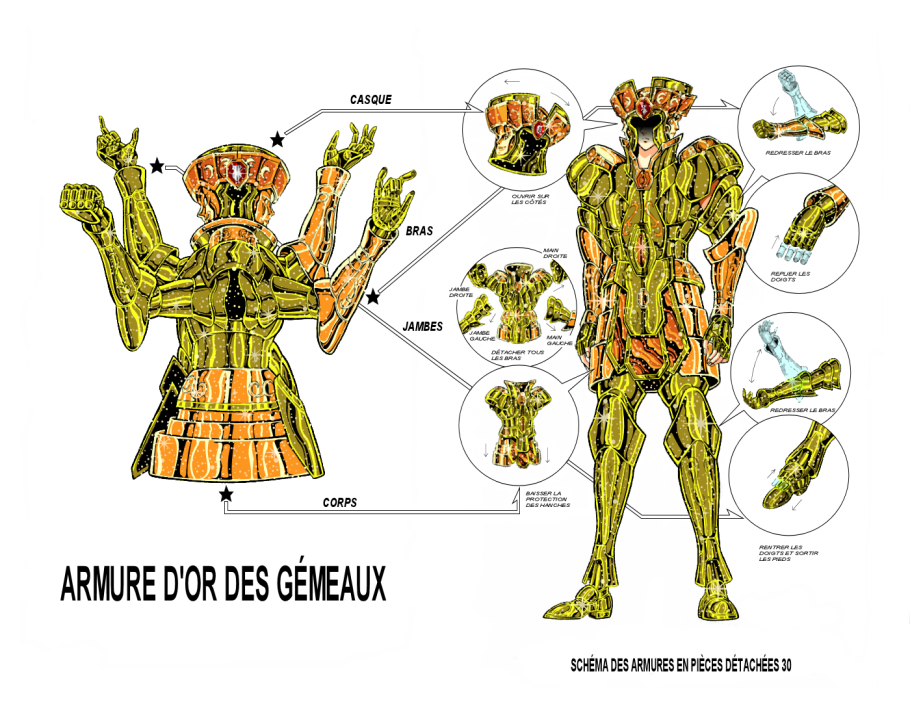 CASQUE
BRAS
JAMBES
CORPS
OUVRIR SUR
LES CÔTÉS
MAIN
DROITE
JAMBE
DROITE
JAMBE
GAUCHE
MAIN
GAUCHE
DÉTACHER TOUS
LES BRAS
BAISSER LA
PROTECTION
DES HANCHES
REDRESSER LE BRAS
REPLIER LES
DOIGTS
REDRESSER LE BRAS
RENTRER LES
DOIGTS ET SORTIR
LES PIEDS
ARMURE D'OR DES GÉMEAUX
SCHÉMA DES ARMURES EN PIÈCES DÉTACHÉES 30